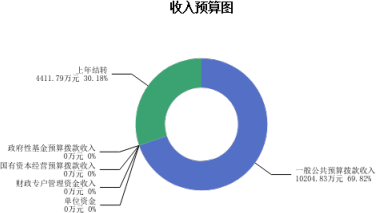 收入预算图
上年结转
4411.79万元 30.18%
政府性基金预算拨款收入
0万元 0%
国有资本经营预算拨款收入
0万元 0%
财政专户管理资金收入
0万元 0%
单位资金
0万元 0%
一般公共预算拨款收入
10204.83万元 69.82%